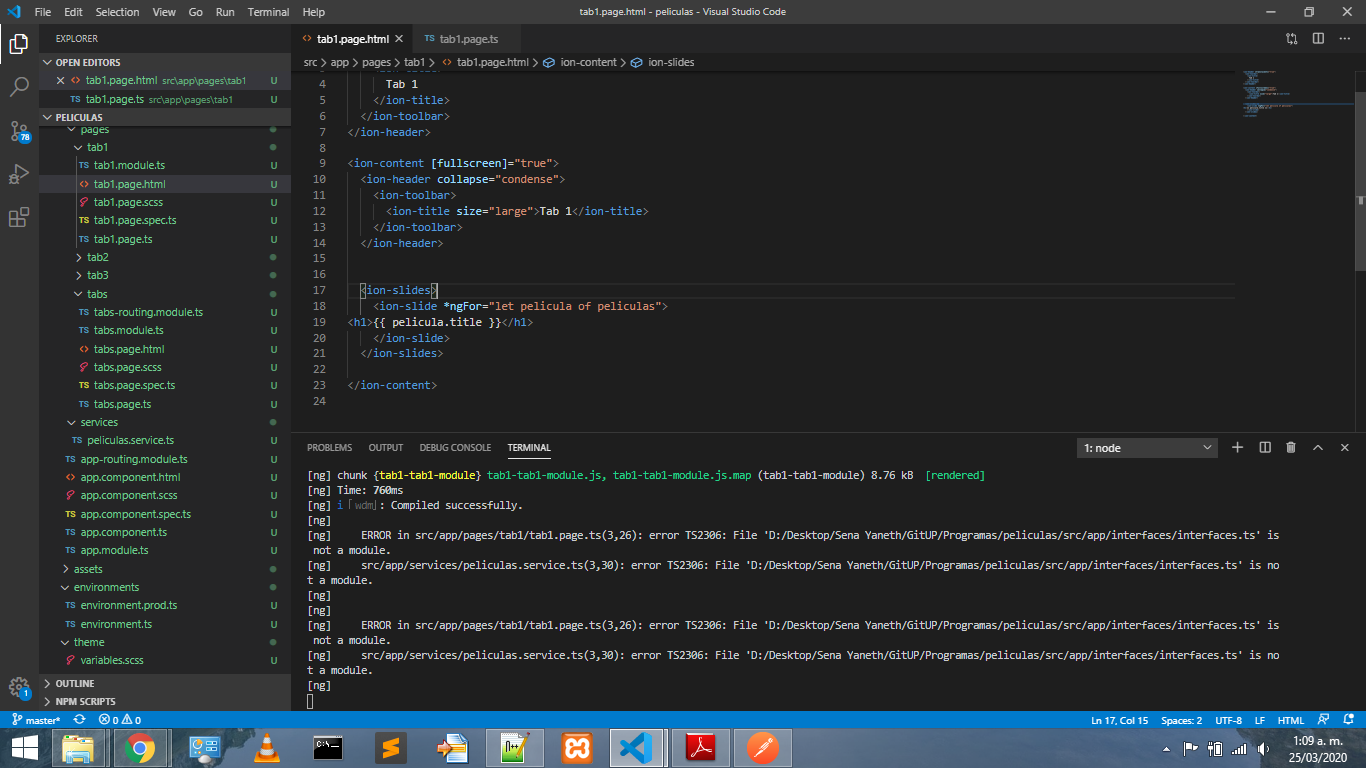 File Edit Selection View Go Run Terminal Help
tab1.page.html - peliculas - Visual Studio Code
EXPLORER
OPEN EDITORS
tab1.page.html src\app\pages\tab1 U
TS tab1.page.ts src\app\pages\tab1 U
PELICULAS
pages
tab1
TS tab1.module.ts U
tab1.page.html U
tab1.page.scss U
TS tab1.page.spec.ts U
TS tab1.page.ts U
tab2
tab3
tabs
TS tabs-routing.module.ts U
TS tabs.module.ts U
tabs.page.html U
tabs.page.scss U
TS tabs.page.spec.ts U
TS tabs.page.ts U
services
TS peliculas.service.ts U
TS app-routing.module.ts U
app.component.html U
app.component.scss U
TS app.component.spec.ts U
TS app.component.ts U
TS app.module.ts U
assets
environments
TS environment.prod.ts U
TS environment.ts U
theme
variables.scss U
OUTLINE
NPM SCRIPTS
78
1
tab1.page.html
TS tab1.page.ts
src > app > pages > tab1 > tab1.page.html > ion-content > ion-slides
4 Tab 1
5 </ion-title>
6 </ion-toolbar>
7 </ion-header>
8
9 <ion-content [fullscreen]="true">
10 <ion-header collapse="condense">
11 <ion-toolbar>
12 <ion-title size="large">Tab 1</ion-title>
13 </ion-toolbar>
14 </ion-header>
15
16
17 <ion-slides>
18 <ion-slide *ngFor="let pelicula of peliculas">
19 <h1>{{ pelicula.title }}</h1>
20 </ion-slide>
21 </ion-slides>
22
23 </ion-content>
24
PROBLEMS OUTPUT DEBUG CONSOLE TERMINAL
1: node
[ng] chunk {tab1-tab1-module} tab1-tab1-module.js, tab1-tab1-module.js.map (tab1-tab1-module) 8.76 kB [rendered]
[ng] Time: 760ms
[ng] i「wdm」: Compiled successfully.
[ng]
[ng] ERROR in src/app/pages/tab1/tab1.page.ts(3,26): error TS2306: File 'D:/Desktop/Sena Yaneth/GitUP/Programas/peliculas/src/app/interfaces/interfaces.ts' is
not a module.
[ng] src/app/services/peliculas.service.ts(3,30): error TS2306: File 'D:/Desktop/Sena Yaneth/GitUP/Programas/peliculas/src/app/interfaces/interfaces.ts' is no
t a module.
[ng]
[ng]
[ng] ERROR in src/app/pages/tab1/tab1.page.ts(3,26): error TS2306: File 'D:/Desktop/Sena Yaneth/GitUP/Programas/peliculas/src/app/interfaces/interfaces.ts' is
not a module.
[ng] src/app/services/peliculas.service.ts(3,30): error TS2306: File 'D:/Desktop/Sena Yaneth/GitUP/Programas/peliculas/src/app/interfaces/interfaces.ts' is no
t a module.
[ng]
master* 0 0
Ln 17, Col 15 Spaces: 2 UTF-8 LF HTML
1:09 a. m.
25/03/2020